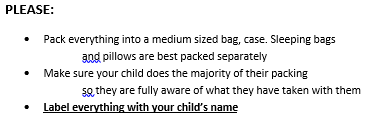 PLEASE:
• Pack everything into a medium sized bag, case. Sleeping bags
and pillows are best packed separately
• Make sure your child does the majority of their packing
so they are fully aware of what they have taken with them
• Label everything with your child's name